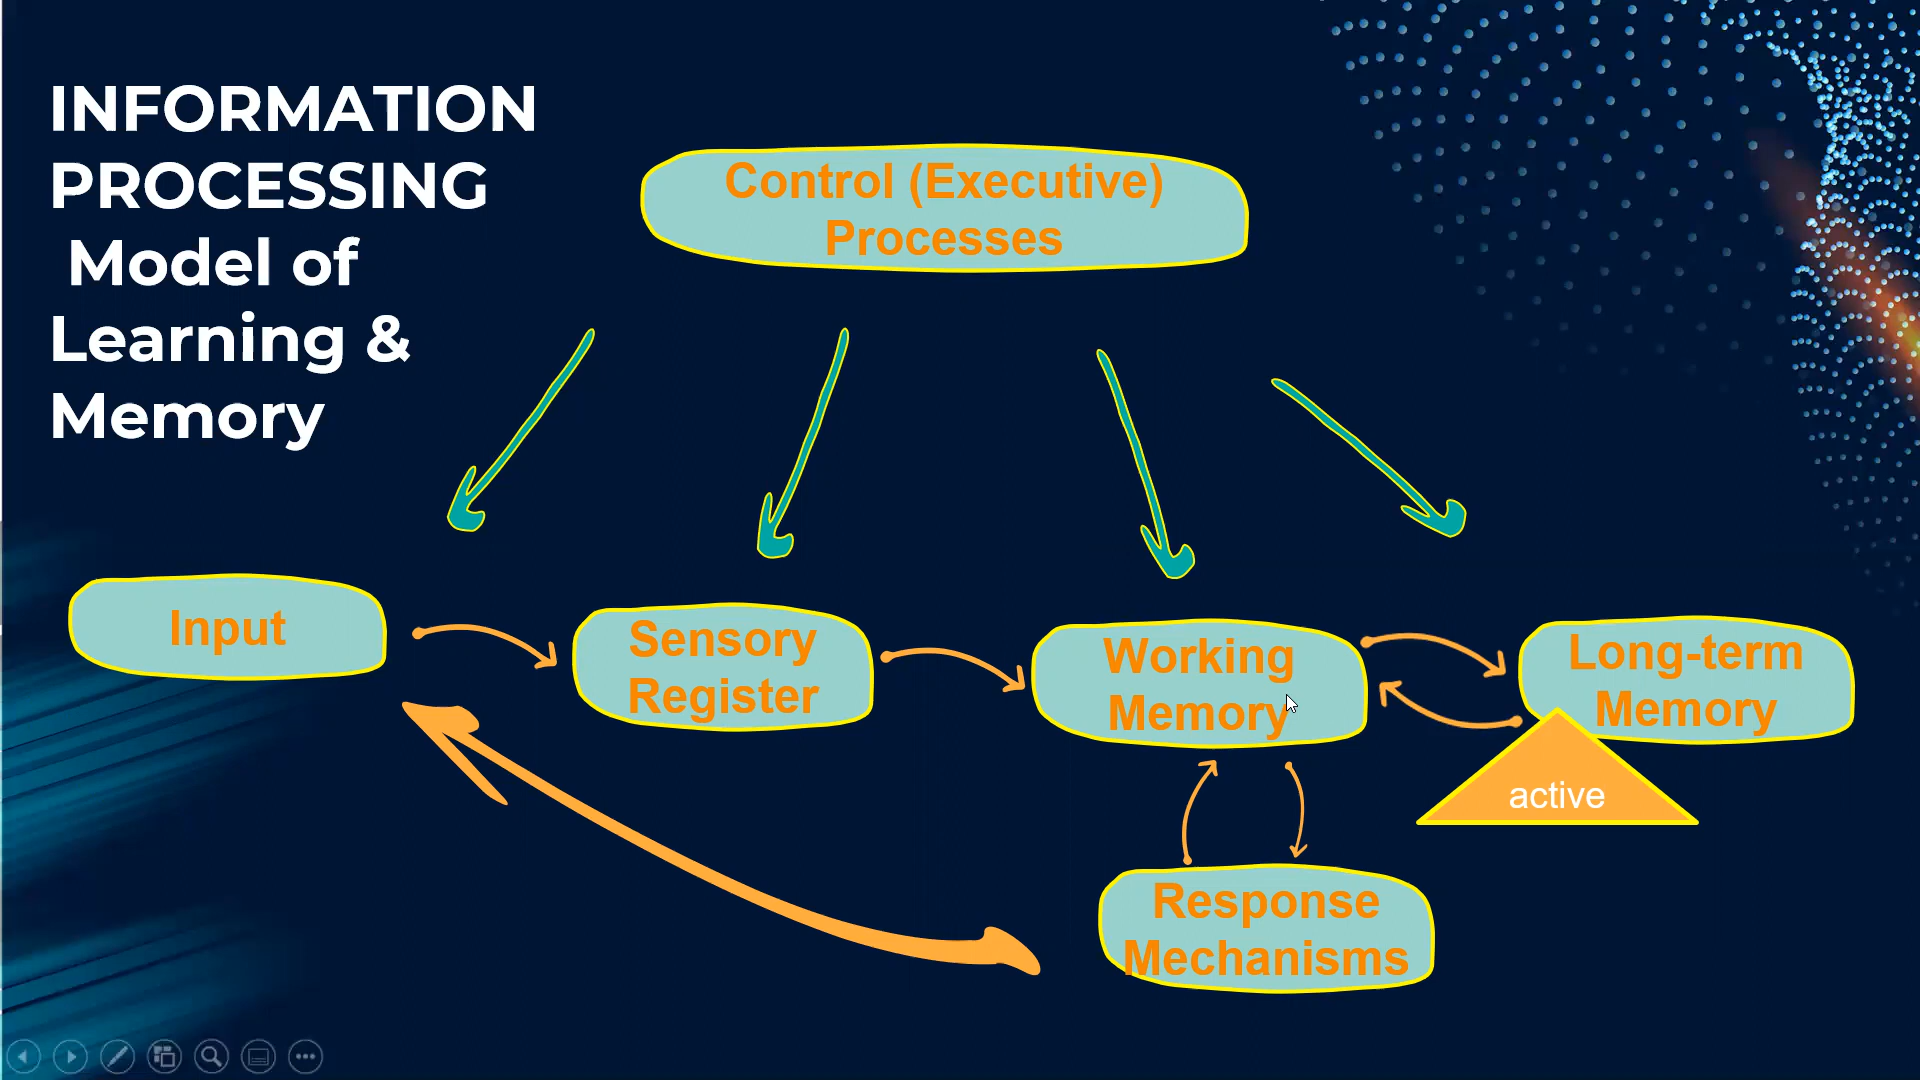 INFORMATION
PROCESSING
Model of
Learning &
Memory
Control (Executive)
Processes
Input
Sensory
Register
Working
Memory
Long-term
Memory
active
Response
Mechanisms